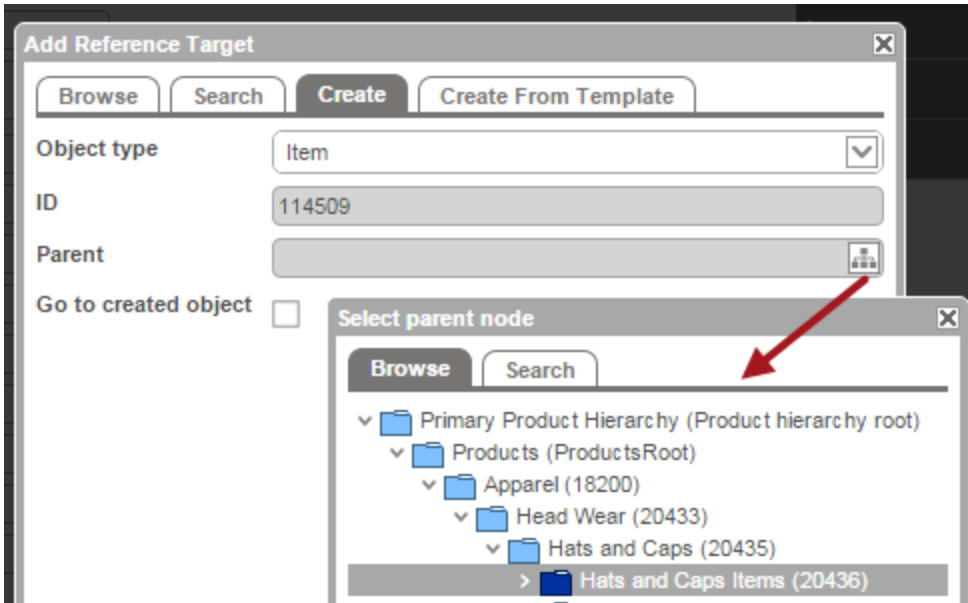 Add Reference Target
Browse Search Create Create From Template
Object type Item
ID 114509
Parent
Go to created object
Select parent node
Browse Search
Primary Product Hierarchy (Product hierarchy root)
Products (ProductsRoot)
Apparel (18200)
Head Wear (20433)
Hats and Caps (20435)
Hats and Caps Items (20436)